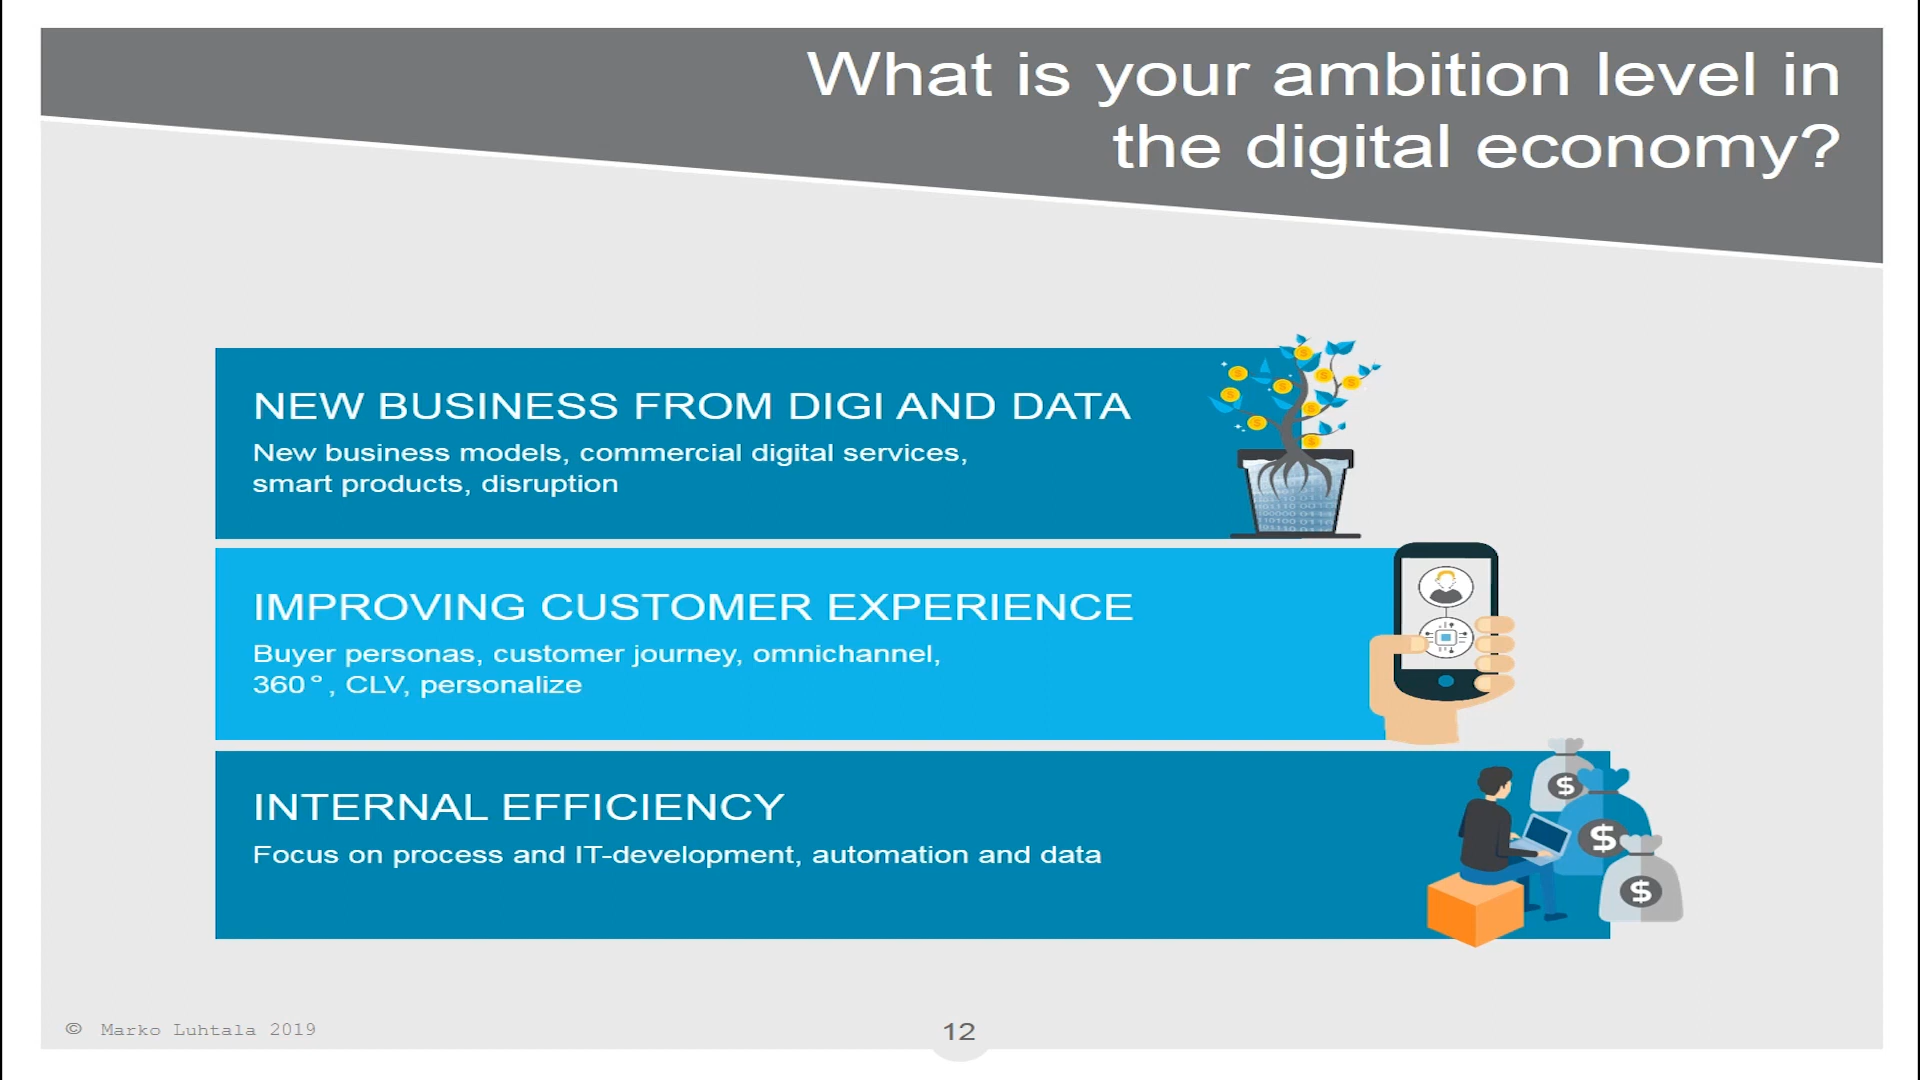 What is your ambition level in
the digital economy?
NEW BUSINESS FROM DIGI AND DATA
New business models, commercial digital services,
smart products, disruption
IMPROVING CUSTOMER EXPERIENCE
Buyer personas, customer journey, omnichannel,
360°, CLV, personalize
INTERNAL EFFICIENCY
Focus on process and IT-development, automation and data
$
$
$
© Marko Luhtala 2019
12